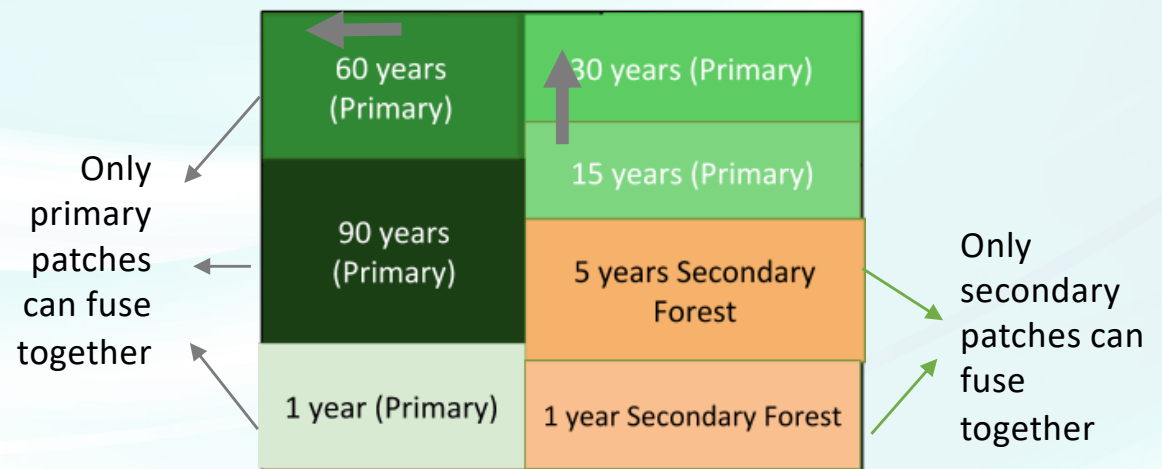 Only
primary
patches
can fuse
together
60 years
(Primary)
90 years
(Primary)
1 year (Primary)
30 years (Primary)
15 years (Primary)
5 years Secondary
Forest
1 year Secondary Forest
Only
secondary
patches can
fuse
together